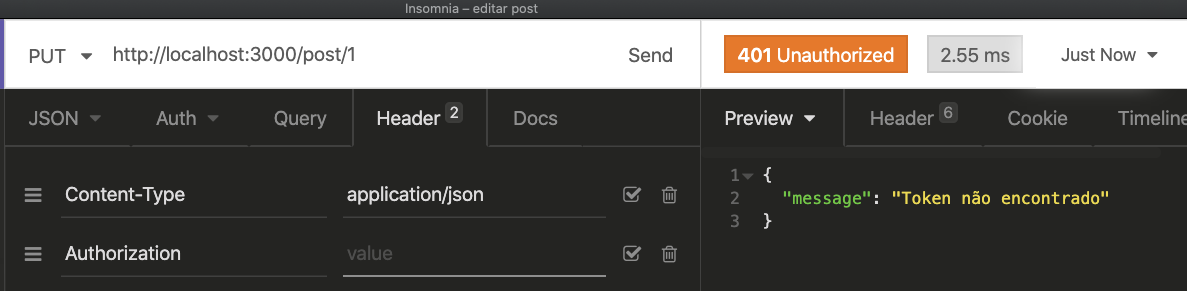 Insomnia – editar post
PUT http://localhost:3000/post/1 Send 401 Unauthorized 2.55 ms Just Now
JSON Auth Query Header 2 Docs Preview Header 6 Cookie Timeline
Content-Type application/json
Authorization value
1 {
2 "message": "Token não encontrado"
3 }